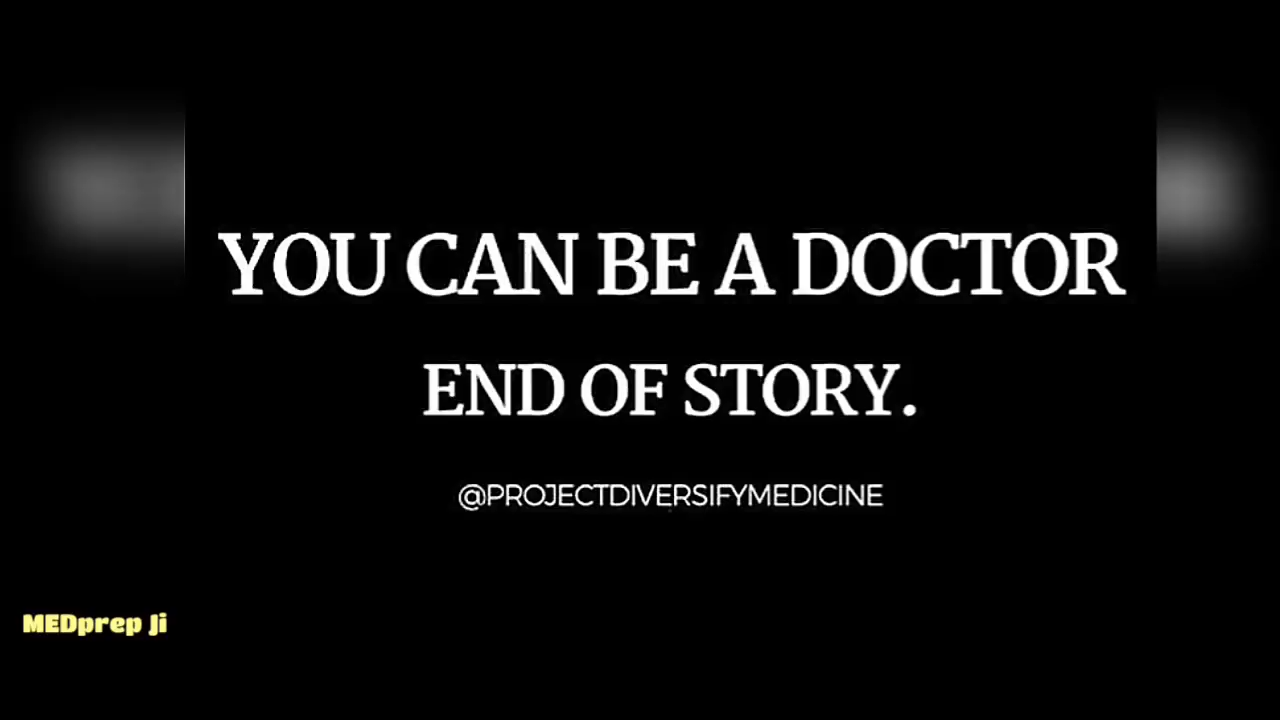 YOU CAN BE A DOCTOR
END OF STORY.
@PROJECTDIVERSIFYMEDICINE
MEDprep Ji